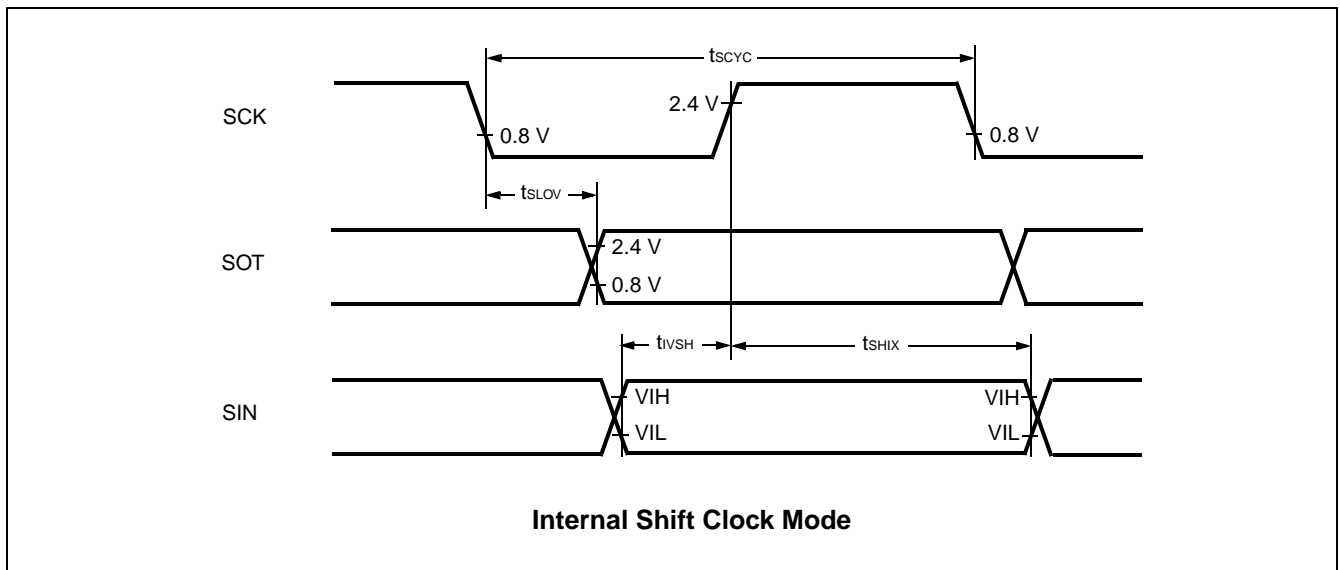 tSCYC
SCK
2.4 V
0.8 V
0.8 V
tSLOV
SOT
2.4 V
0.8 V
tIVSH
tSHIX
SIN
VIH
VIH
VIL
VIL
Internal Shift Clock Mode